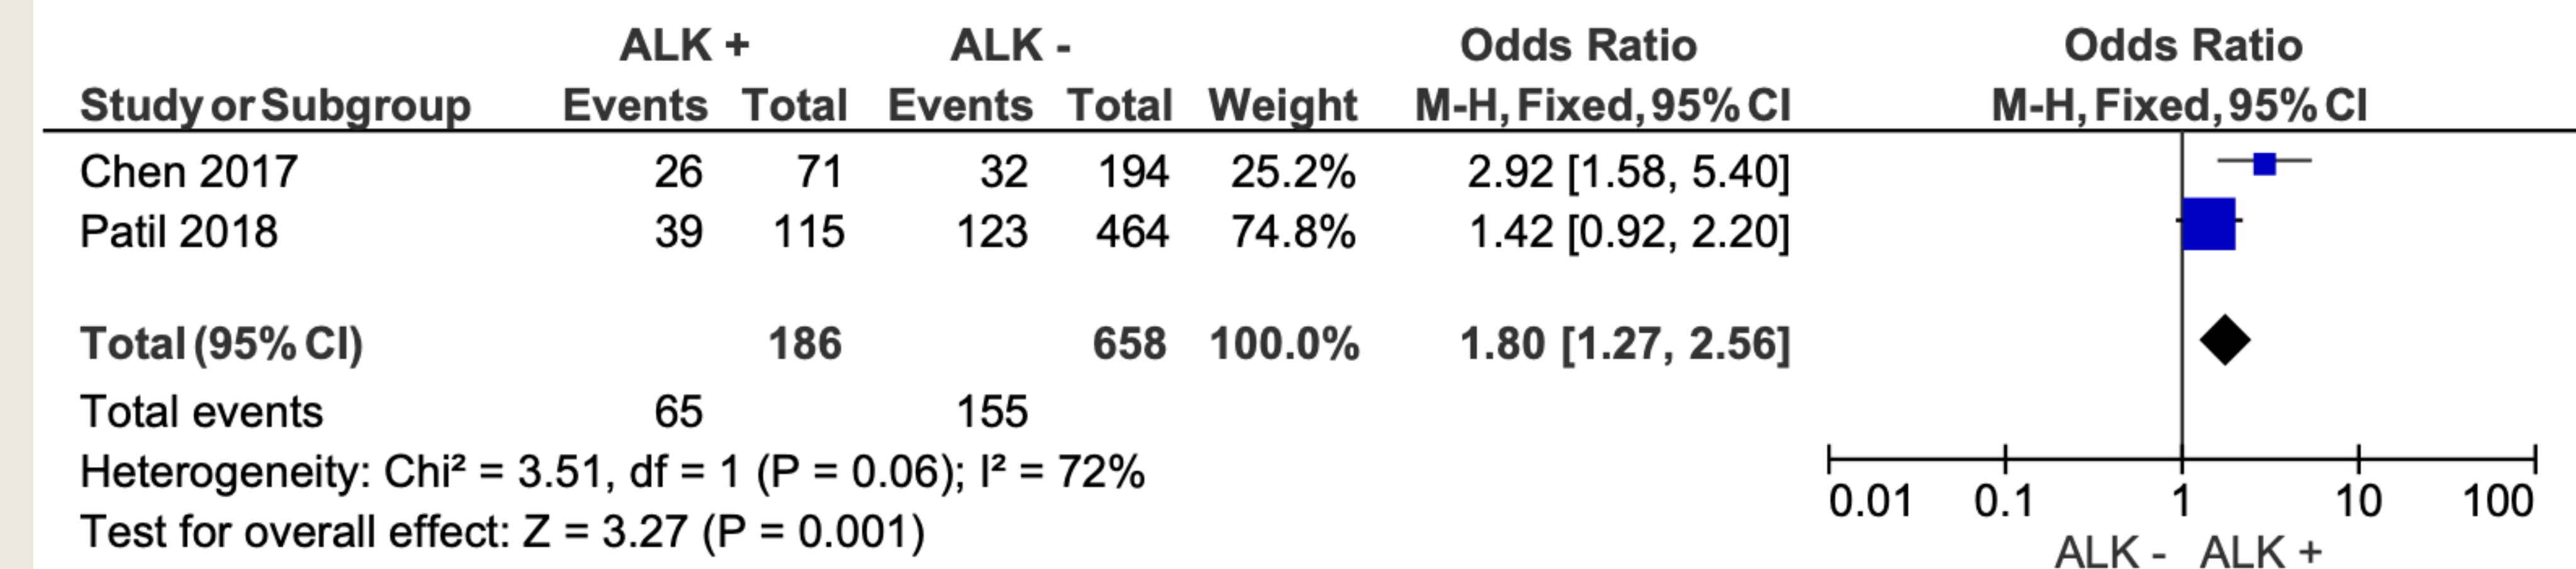 ALK + ALK - Odds Ratio Odds Ratio
Study or Subgroup Events Total Events Total Weight M-H, Fixed, 95% CI M-H, Fixed, 95% CI
Chen 2017 26 71 32 194 25.2% 2.92 [1.58, 5.40]
Patil 2018 39 115 123 464 74.8% 1.42 [0.92, 2.20]
Total (95% CI) 186 658 100.0% 1.80 [1.27, 2.56]
Total events 65 155
Heterogeneity: Chi² = 3.51, df = 1 (P = 0.06); I² = 72%
Test for overall effect: Z = 3.27 (P = 0.001)
0.01 0.1 1 10 100
ALK - ALK +